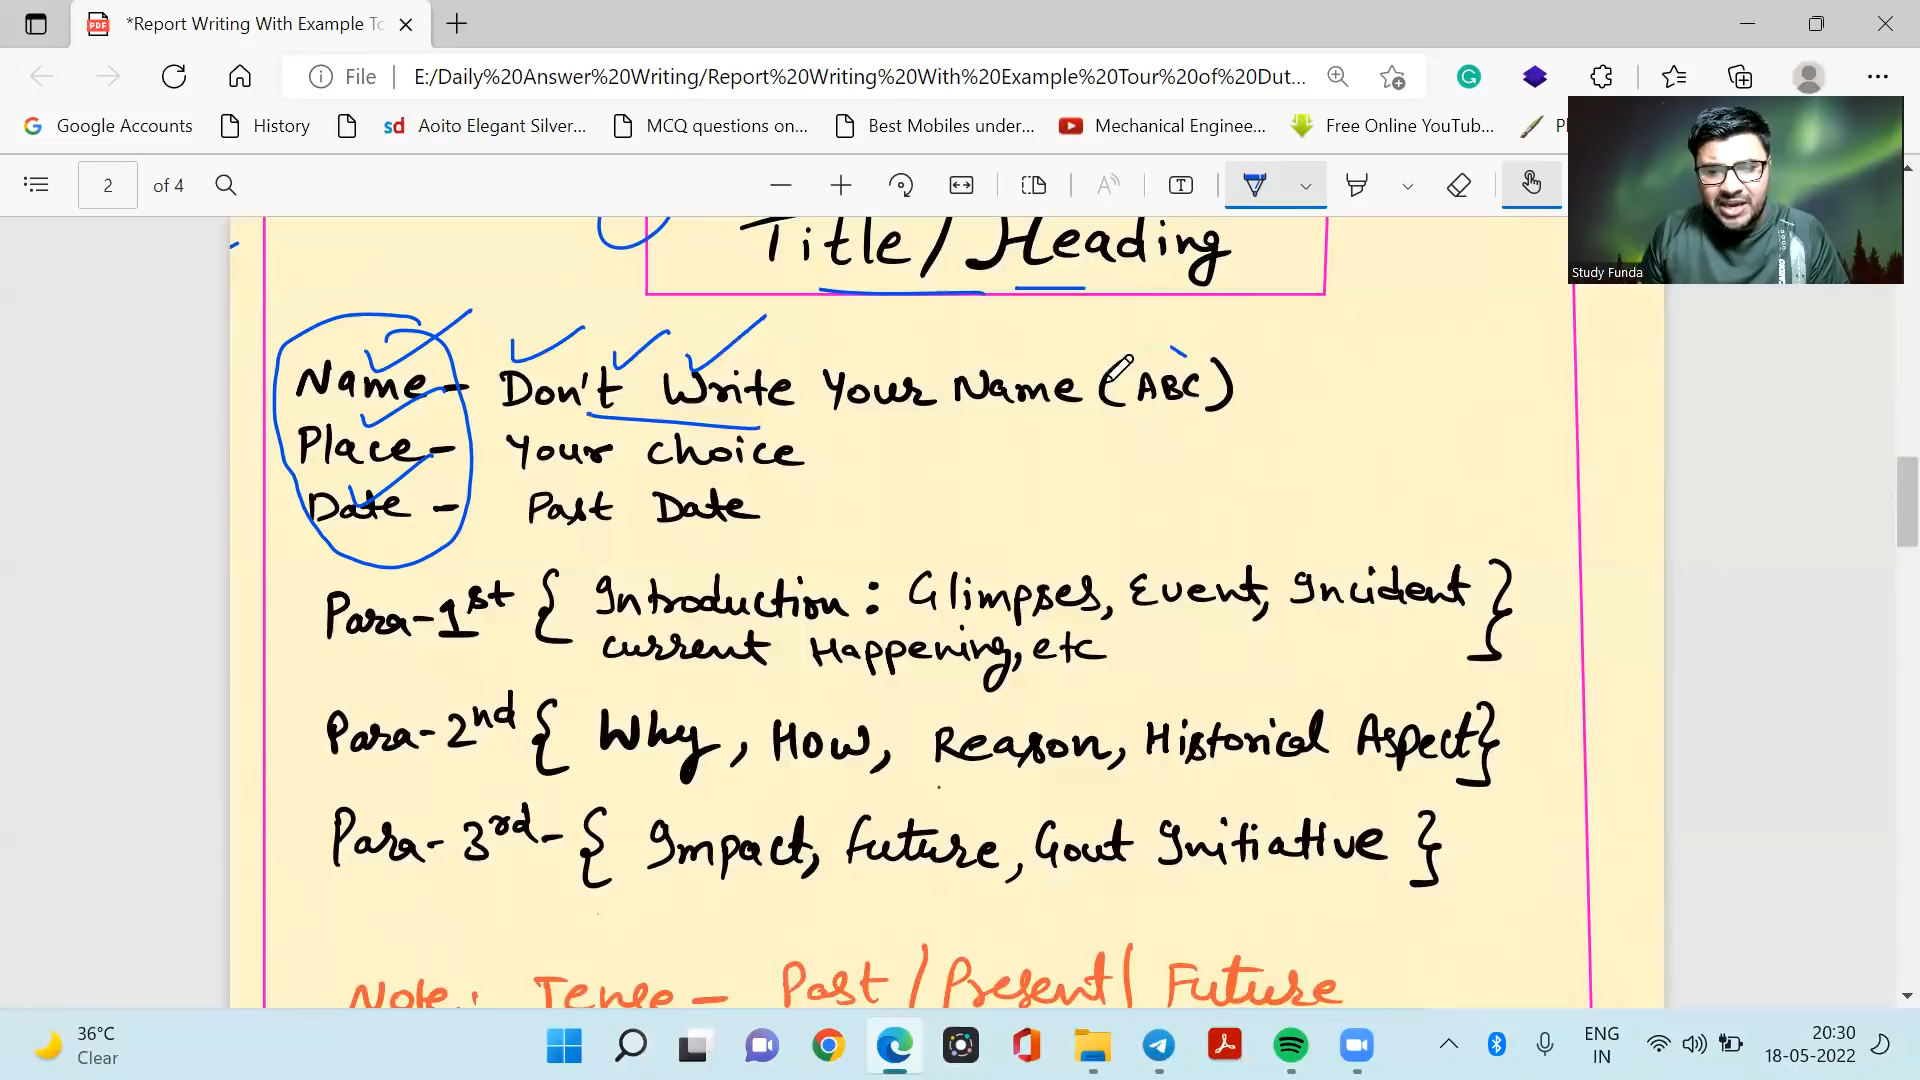 *Report Writing With Example To
File
E:/Daily%20Answer%20Writing/Report%20Writing%20With%20Example%20Tour%20of%20Dut...
Google Accounts
History
Aoito Elegant Silver...
MCQ questions on...
Best Mobiles under...
Mechanical Enginee...
Free Online YouTub...
2 of 4
Study Funda
Title/Heading
Name - Don't Write Your Name (ABC)
Place - Your choice
Date - Past Date
Para-1st { Introduction: Glimpses, Event, Incident
current Happening, etc }
Para-2nd { Why, How, Reason, Historical Aspect}
Para-3rd - { Impact, Future, Govt Initiative }
Note: Tense - Past/Present/Future
36°C
Clear
ENG
IN
20:30
18-05-2022